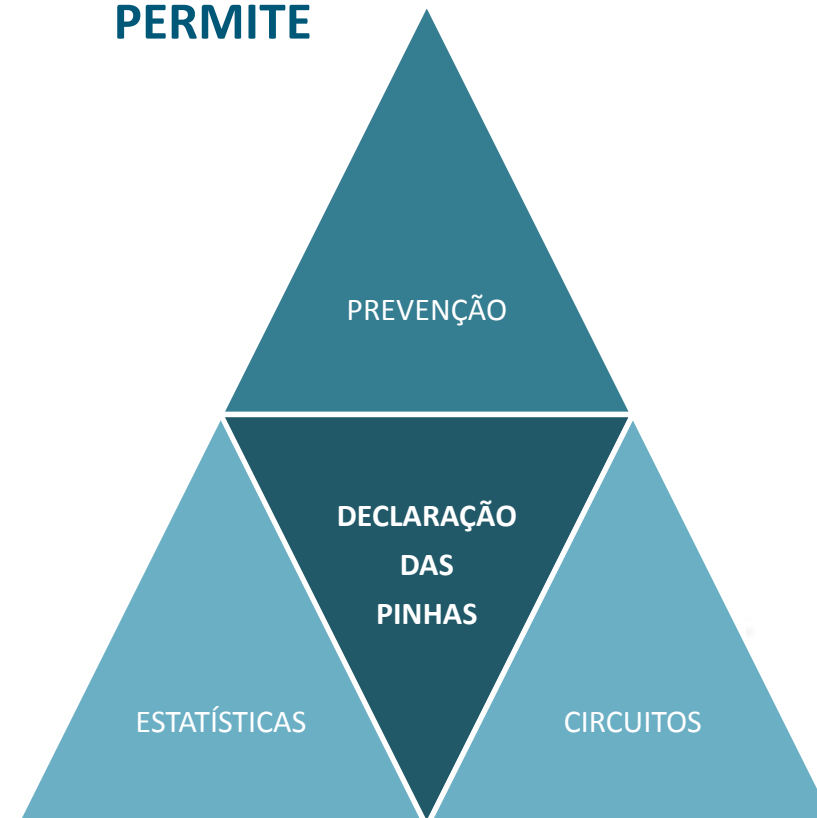 PERMITE
PREVENÇÃO
DECLARAÇÃO
DAS
PINHAS
ESTATÍSTICAS
CIRCUITOS